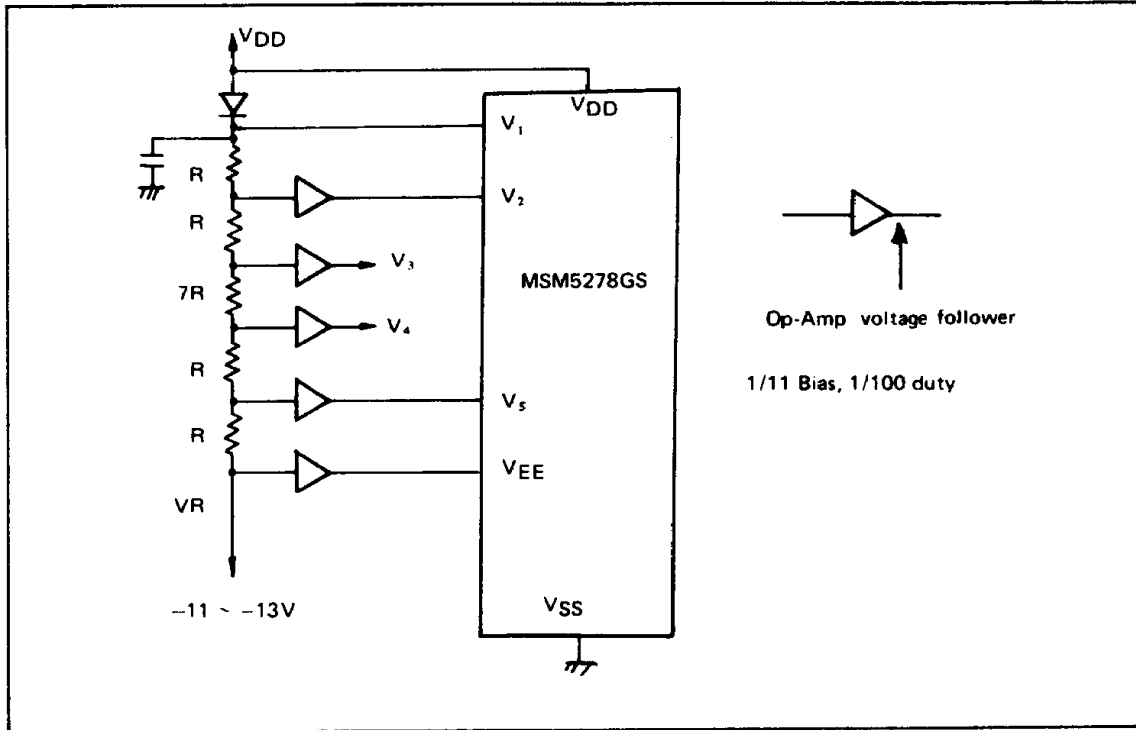 VDD
VDD
V₁
R
V₂
R
V₃
MSM5278GS
7R
Op-Amp voltage follower
V₄
R
1/11 Bias, 1/100 duty
V₅
R
VEE
VR
VSS
−11 ~ −13V